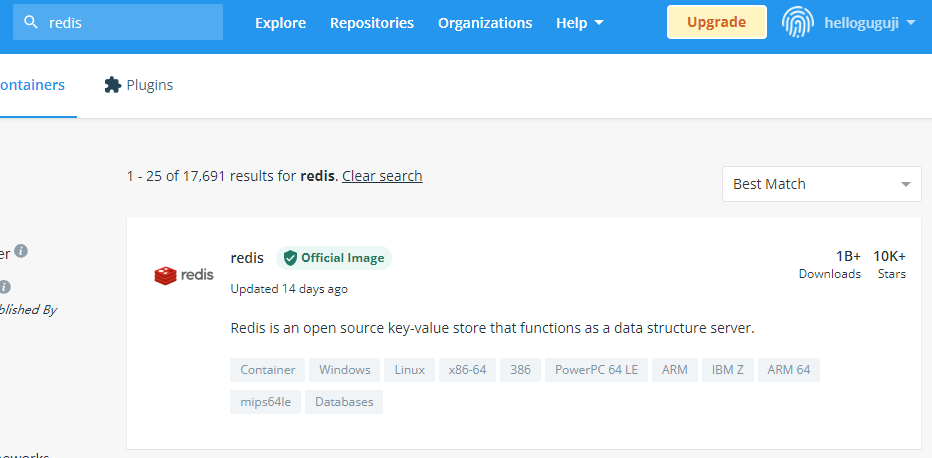 redis
Explore Repositories Organizations Help Upgrade helloguguji
ontainers Plugins
1 - 25 of 17,691 results for redis. Clear search
Best Match
er
blished By
redis
redis Official Image
Updated 14 days ago
1B+ 10K+
Downloads Stars
Redis is an open source key-value store that functions as a data structure server.
Container Windows Linux x86-64 386 PowerPC 64 LE ARM IBM Z ARM 64
mips64le Databases